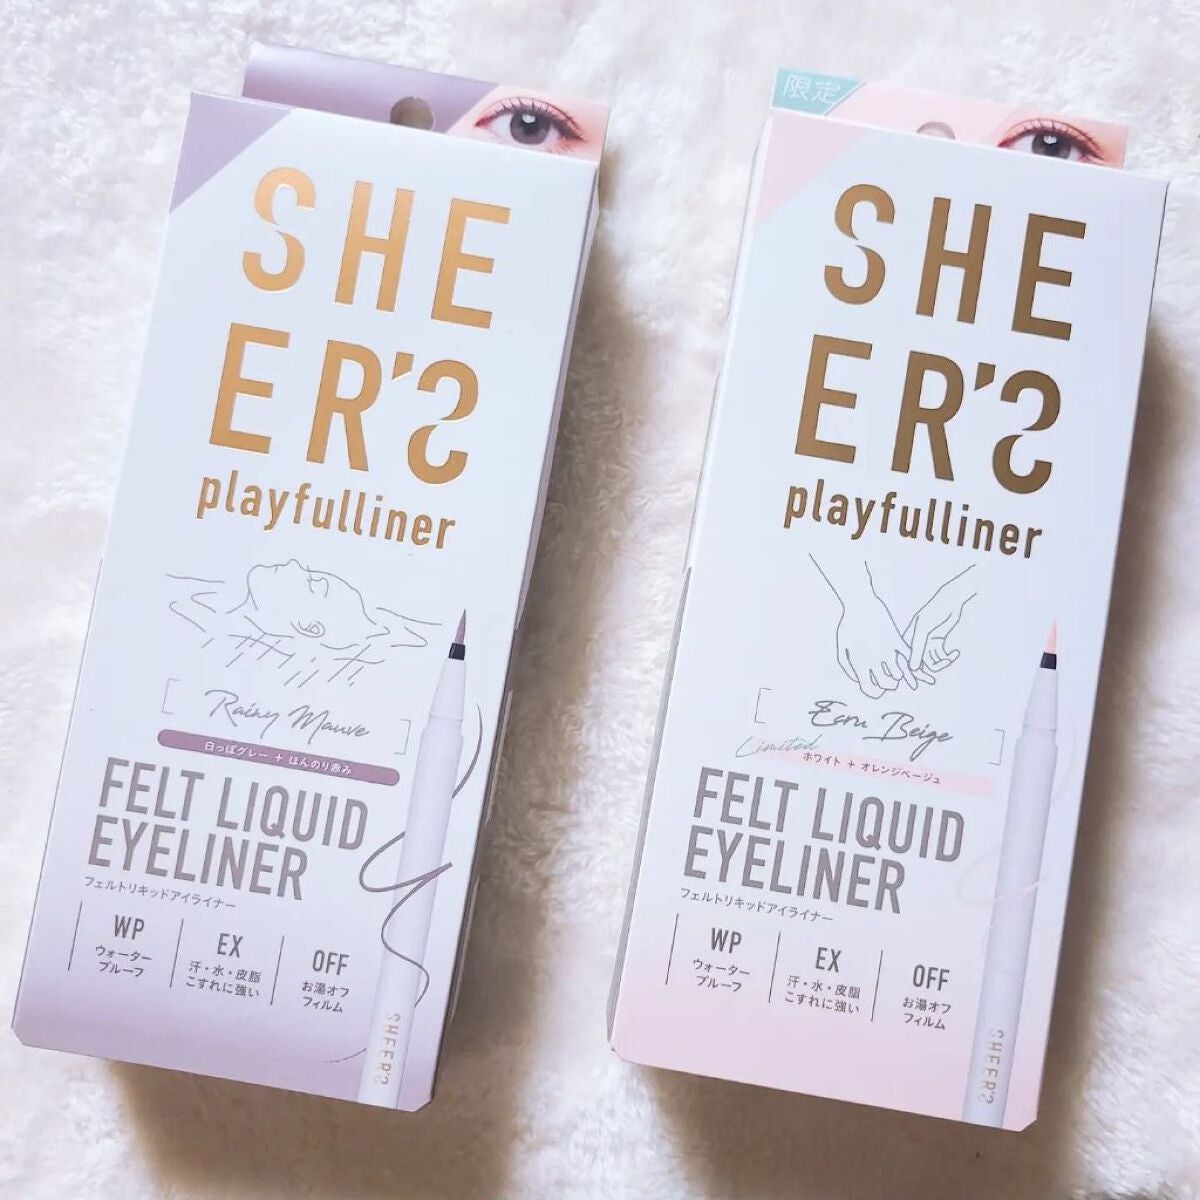 SHE
ER'S
playfulliner
Rainy Mauve
白っぽグレー + ほんのり赤み
FELT LIQUID
EYELINER
フェルトリキッドアイライナー
WP
ウォーター
プルーフ
EX
汗・水・皮脂
こすれに強い
OFF
お湯オフ
フィルム
SHEER'S
限定
SHE
ER'S
playfulliner
Ecru Beige
Limited
ホワイト + オレンジベージュ
FELT LIQUID
EYELINER
フェルトリキッドアイライナー
WP
ウォーター
プルーフ
EX
汗・水・皮脂
こすれに強い
OFF
お湯オフ
フィルム
SHEER'S